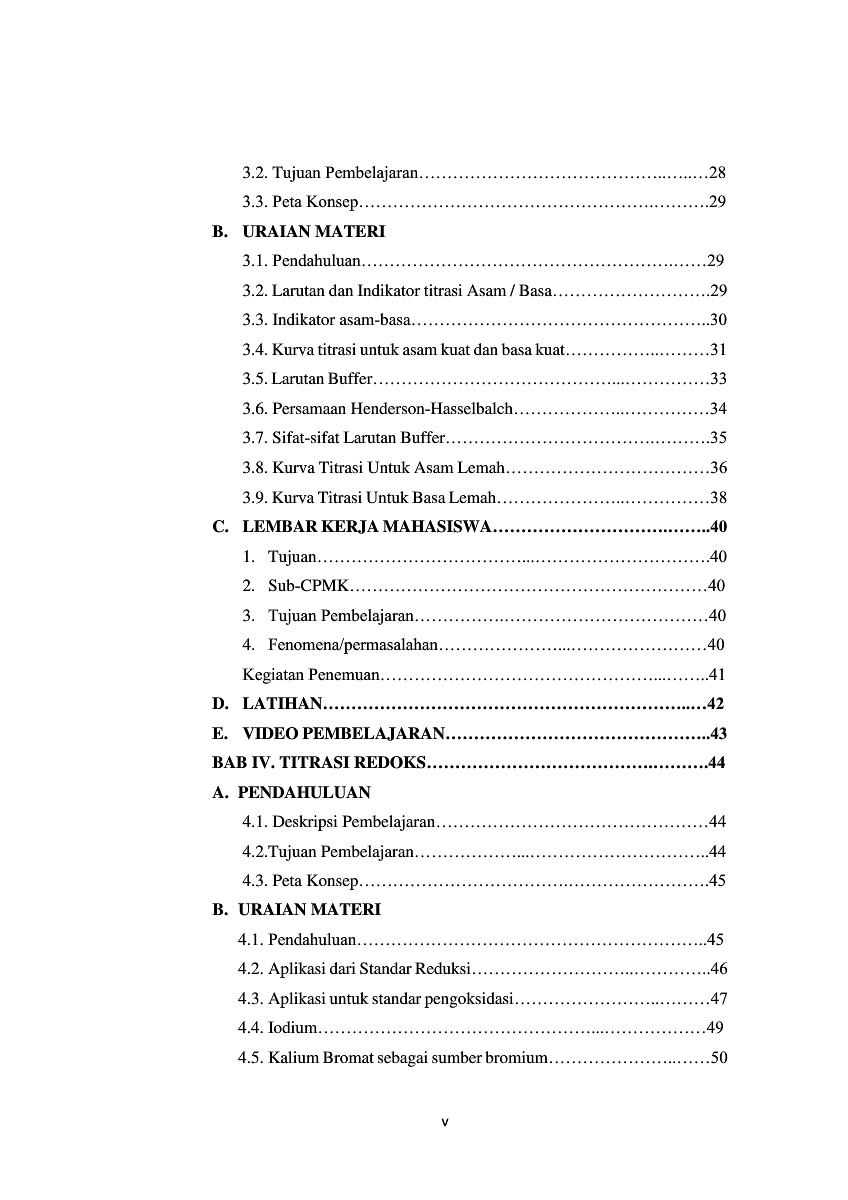 3.2. Tujuan Pembelajaran……………………………………..…..…28
3.3. Peta Konsep…………………………………………….……….29
B. URAIAN MATERI
3.1. Pendahuluan……………………………………………….……29
3.2. Larutan dan Indikator titrasi Asam / Basa……………………….29
3.3. Indikator asam-basa……………………………………………..30
3.4. Kurva titrasi untuk asam kuat dan basa kuat……………..………31
3.5. Larutan Buffer……………………………………...……………33
3.6. Persamaan Henderson-Hasselbalch………………..……………34
3.7. Sifat-sifat Larutan Buffer……………………………….……….35
3.8. Kurva Titrasi Untuk Asam Lemah………………………………36
3.9. Kurva Titrasi Untuk Basa Lemah…………………..……………38
C. LEMBAR KERJA MAHASISWA………………………….……..40
1. Tujuan………………………………...………………………….40
2. Sub-CPMK………………………………………………………40
3. Tujuan Pembelajaran…………….………………………………40
4. Fenomena/permasalahan…………………...……………………40
Kegiatan Penemuan…………………………………………...……..41
D. LATIHAN………………………………………………………..…42
E. VIDEO PEMBELAJARAN………………………………………..43
BAB IV. TITRASI REDOKS………………………………….……….44
A. PENDAHULUAN
4.1. Deskripsi Pembelajaran…………………………………………44
4.2.Tujuan Pembelajaran………………...…………………………..44
4.3. Peta Konsep……………………………….…………………….45
B. URAIAN MATERI
4.1. Pendahuluan……………………………………………………..45
4.2. Aplikasi dari Standar Reduksi………………………..…………..46
4.3. Aplikasi untuk standar pengoksidasi……………………..………47
4.4. Iodium…………………………………………...………………49
4.5. Kalium Bromat sebagai sumber bromium…………………..……50
v